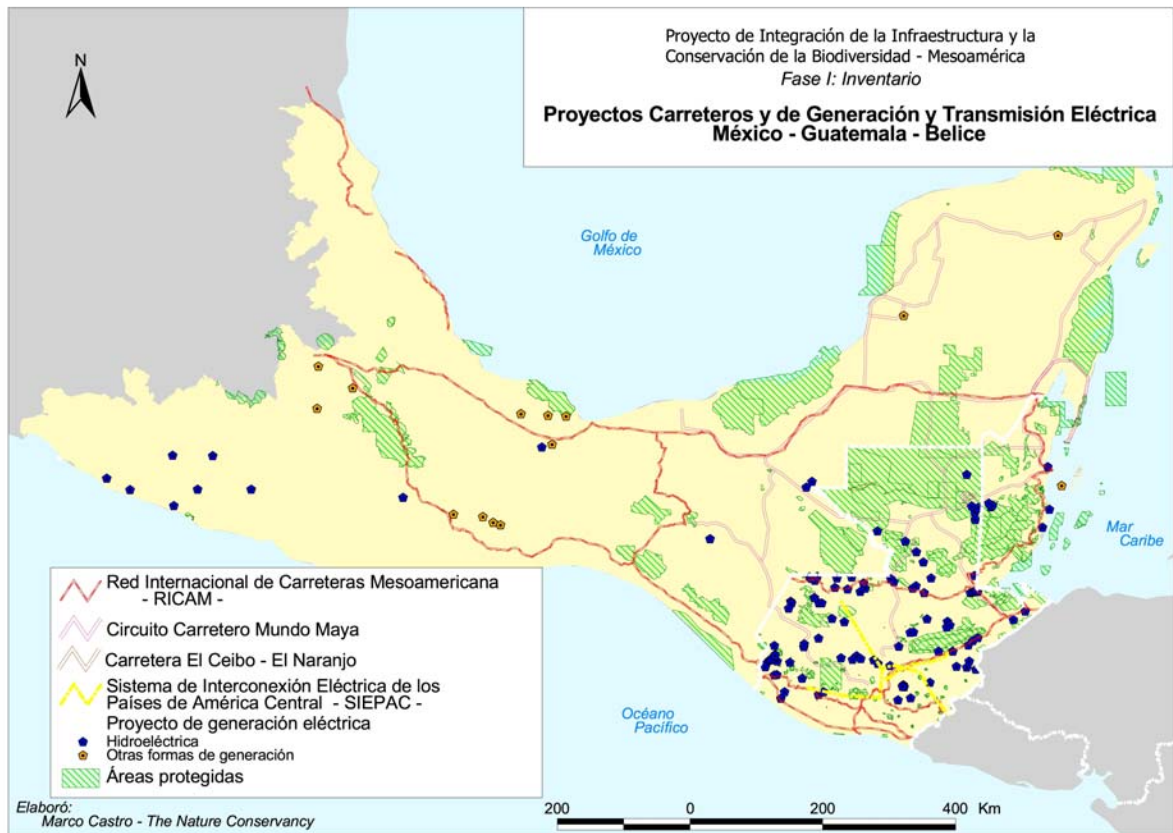 Proyecto de Integración de la Infraestructura y la
Conservación de la Biodiversidad - Mesoamérica
Fase I: Inventario
Proyectos Carreteros y de Generación y Transmisión Eléctrica
México - Guatemala - Belice
N
Golfo de
México
Mar
Caribe
Océano
Pacífico
Red Internacional de Carreteras Mesoamericana
- RICAM -
Circuito Carretero Mundo Maya
Carretera El Ceibo - El Naranjo
Sistema de Interconexión Eléctrica de los
Países de América Central - SIEPAC -
Proyecto de generación eléctrica
Hidroeléctrica
Otras formas de generación
Áreas protegidas
Elaboró:
Marco Castro - The Nature Conservancy
200 0 200 400 Km